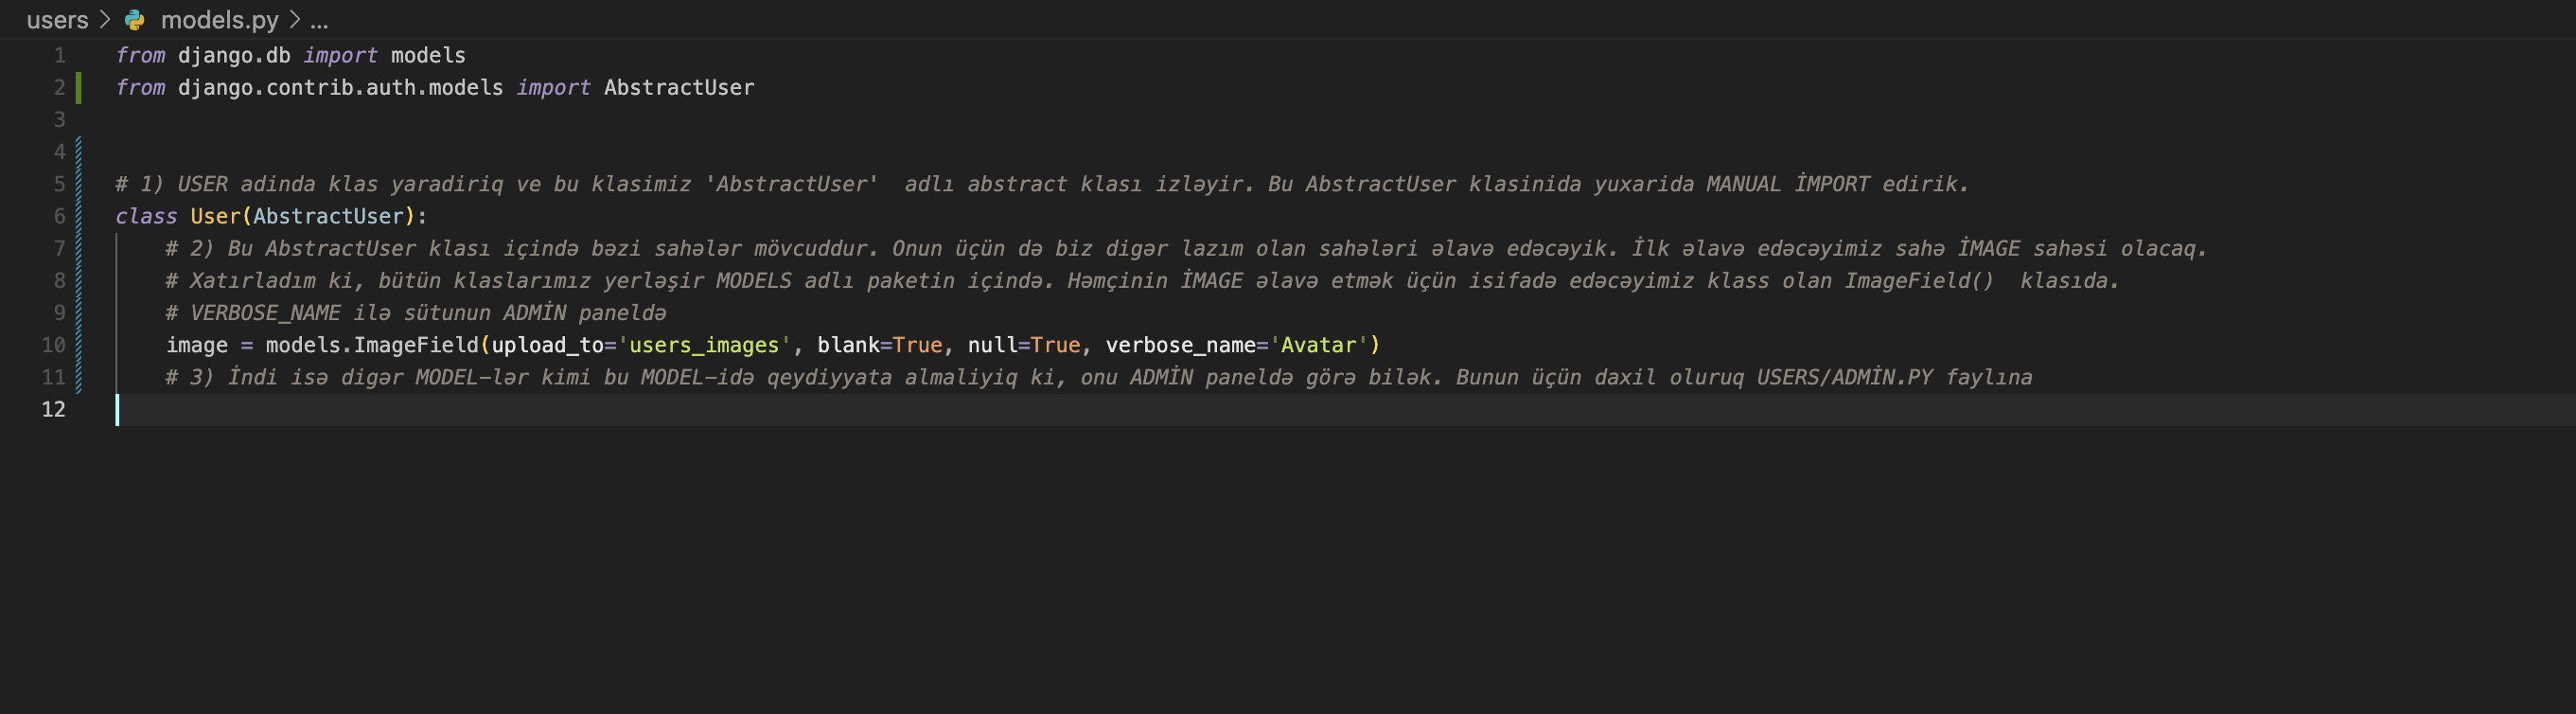 users > models.py > ...
1 from django.db import models
2 from django.contrib.auth.models import AbstractUser
3
4
5 # 1) USER adinda klas yaradiriq ve bu klasimiz 'AbstractUser'  adlı abstract klası izləyir. Bu AbstractUser klasinida yuxarida MANUAL İMPORT edirik.
6 class User(AbstractUser):
7     # 2) Bu AbstractUser klası içində bəzi sahələr mövcuddur. Onun üçün də biz digər lazım olan sahələri əlavə edəcəyik. İlk əlavə edəcəyimiz sahə İMAGE sahəsi olacaq.
8     # Xatırladım ki, bütün klaslarımız yerləşir MODELS adlı paketin içində. Həmçinin İMAGE əlavə etmək üçün isifadə edəcəyimiz klass olan ImageField()  klasıda.
9     # VERBOSE_NAME ilə sütunun ADMİN paneldə
10     image = models.ImageField(upload_to='users_images', blank=True, null=True, verbose_name='Avatar')
11     # 3) İndi isə digər MODEL-lər kimi bu MODEL-idə qeydiyyata almaliyiq ki, onu ADMİN paneldə görə bilək. Bunun üçün daxil oluruq USERS/ADMİN.PY faylına
12